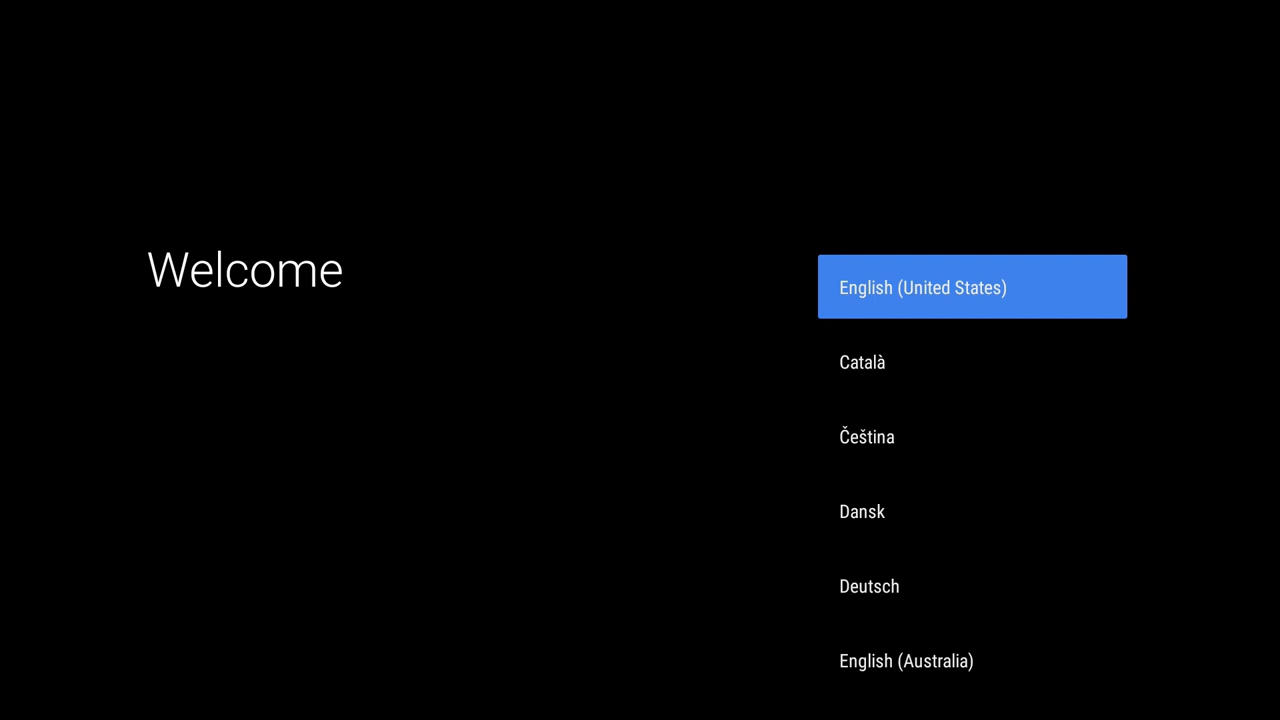 Welcome
English (United States)
Català
Čeština
Dansk
Deutsch
English (Australia)